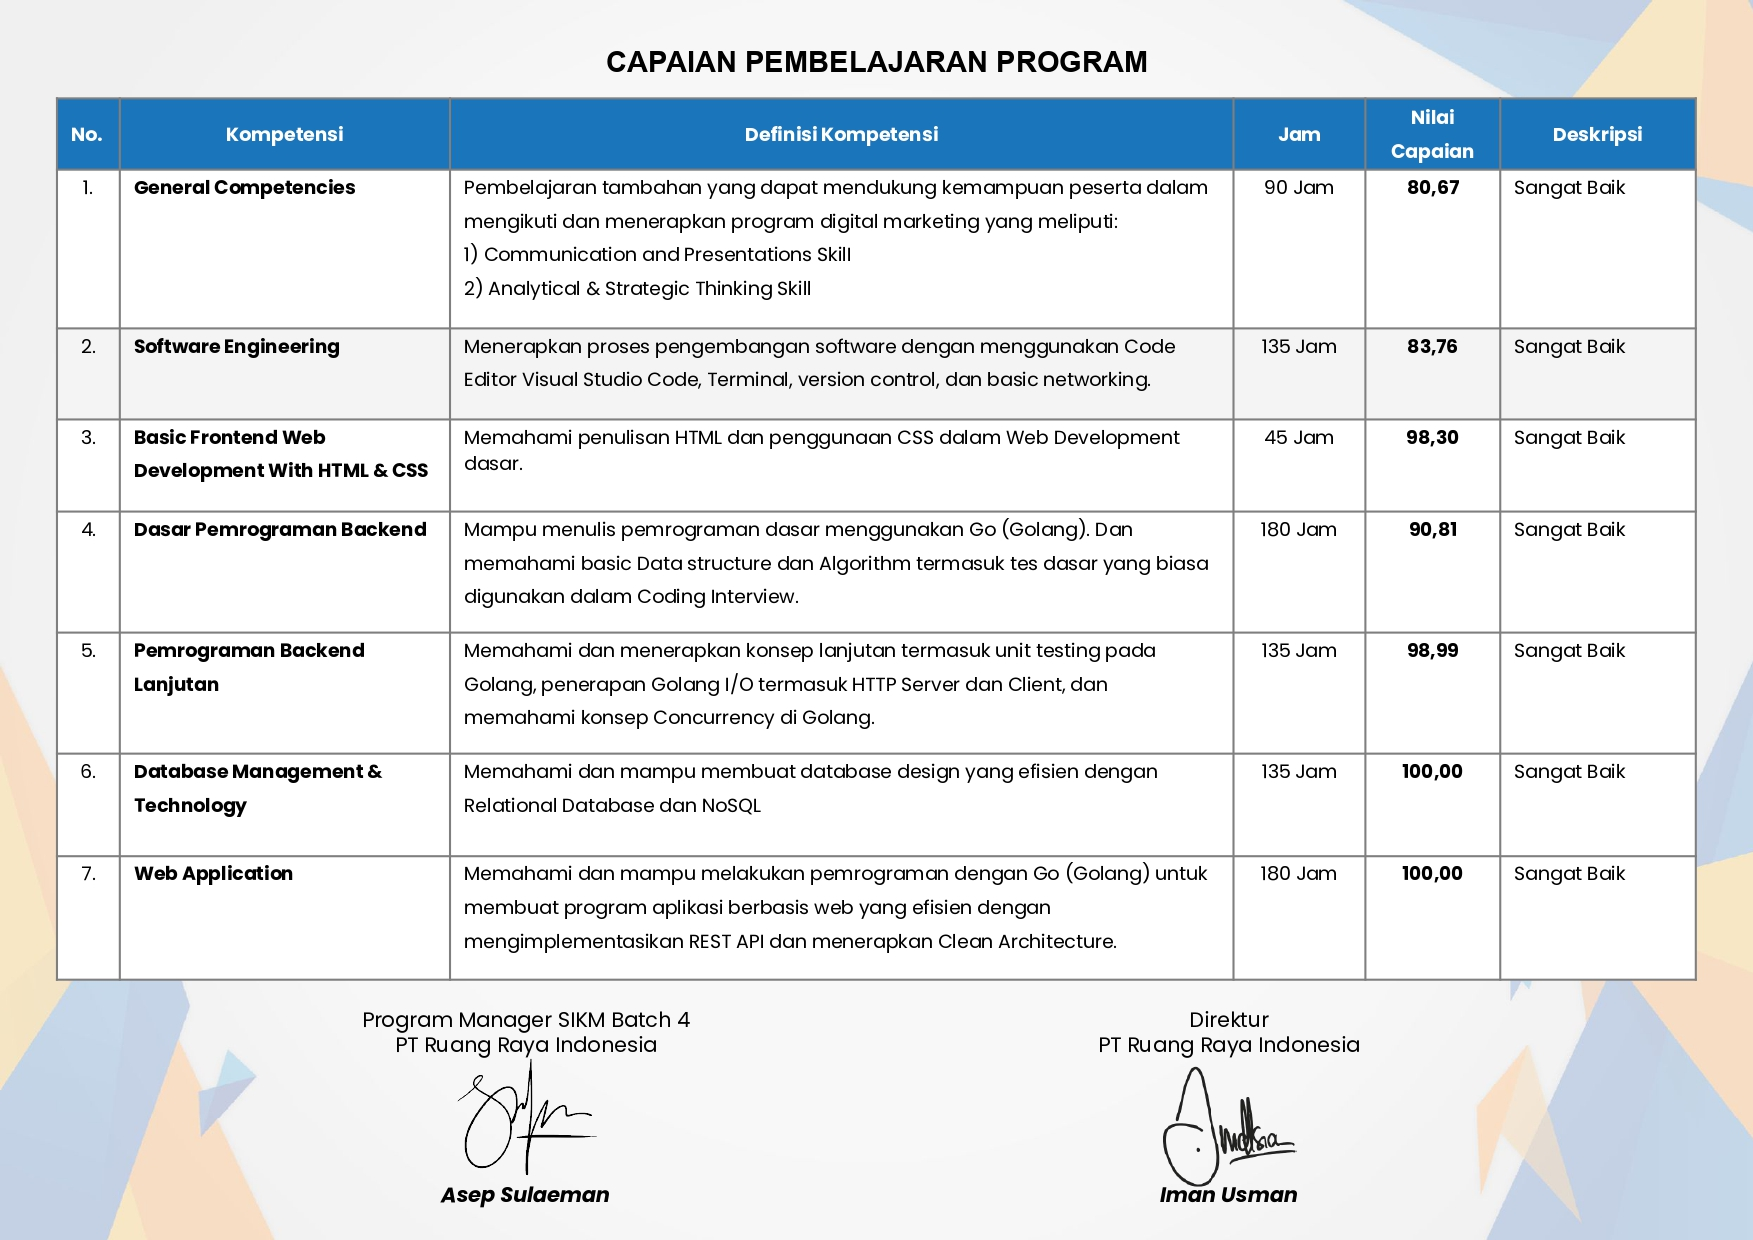 CAPAIAN PEMBELAJARAN PROGRAM
No.
Kompetensi
Definisi Kompetensi
Jam
Nilai
Capaian
Deskripsi
1.
General Competencies
Pembelajaran tambahan yang dapat mendukung kemampuan peserta dalam
mengikuti dan menerapkan program digital marketing yang meliputi:
1) Communication and Presentations Skill
2) Analytical & Strategic Thinking Skill
90 Jam
80,67
Sangat Baik
2.
Software Engineering
Menerapkan proses pengembangan software dengan menggunakan Code
Editor Visual Studio Code, Terminal, version control, dan basic networking.
135 Jam
83,76
Sangat Baik
3.
Basic Frontend Web
Development With HTML & CSS
Memahami penulisan HTML dan penggunaan CSS dalam Web Development
dasar.
45 Jam
98,30
Sangat Baik
4.
Dasar Pemrograman Backend
Mampu menulis pemrograman dasar menggunakan Go (Golang). Dan
memahami basic Data structure dan Algorithm termasuk tes dasar yang biasa
digunakan dalam Coding Interview.
180 Jam
90,81
Sangat Baik
5.
Pemrograman Backend
Lanjutan
Memahami dan menerapkan konsep lanjutan termasuk unit testing pada
Golang, penerapan Golang I/O termasuk HTTP Server dan Client, dan
memahami konsep Concurrency di Golang.
135 Jam
98,99
Sangat Baik
6.
Database Management &
Technology
Memahami dan mampu membuat database design yang efisien dengan
Relational Database dan NoSQL
135 Jam
100,00
Sangat Baik
7.
Web Application
Memahami dan mampu melakukan pemrograman dengan Go (Golang) untuk
membuat program aplikasi berbasis web yang efisien dengan
mengimplementasikan REST API dan menerapkan Clean Architecture.
180 Jam
100,00
Sangat Baik
Program Manager SIKM Batch 4
PT Ruang Raya Indonesia
Asep Sulaeman
Direktur
PT Ruang Raya Indonesia
Iman Usman